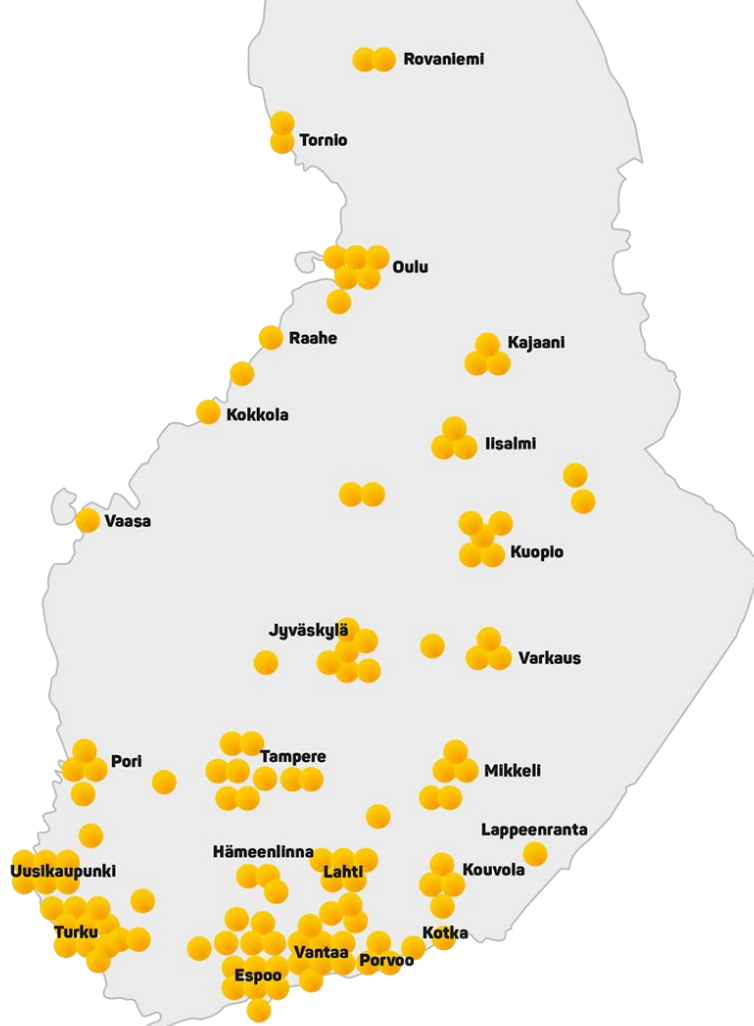 Rovaniemi
Tornio
Oulu
Raahe
Kajaani
Kokkola
Iisalmi
Vaasa
Kuopio
Jyväskylä
Varkaus
Tampere
Pori
Mikkeli
Lappeenranta
Hämeenlinna
Uusikaupunki
Lahti
Kouvola
Turku
Kotka
Vantaa
Porvoo
Espoo